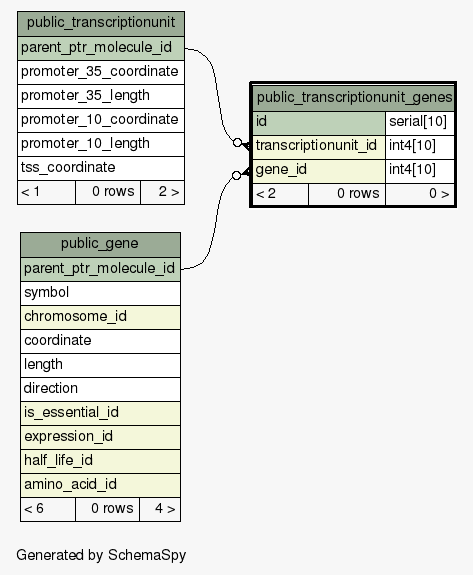 public_transcriptionunit
parent_ptr_molecule_id
promoter_35_coordinate
promoter_35_length
promoter_10_coordinate
promoter_10_length
tss_coordinate
< 1 0 rows 2 >
public_transcriptionunit_genes
id serial[10]
transcriptionunit_id int4[10]
gene_id int4[10]
< 2 0 rows 0 >
public_gene
parent_ptr_molecule_id
symbol
chromosome_id
coordinate
length
direction
is_essential_id
expression_id
half_life_id
amino_acid_id
< 6 0 rows 4 >
Generated by SchemaSpy